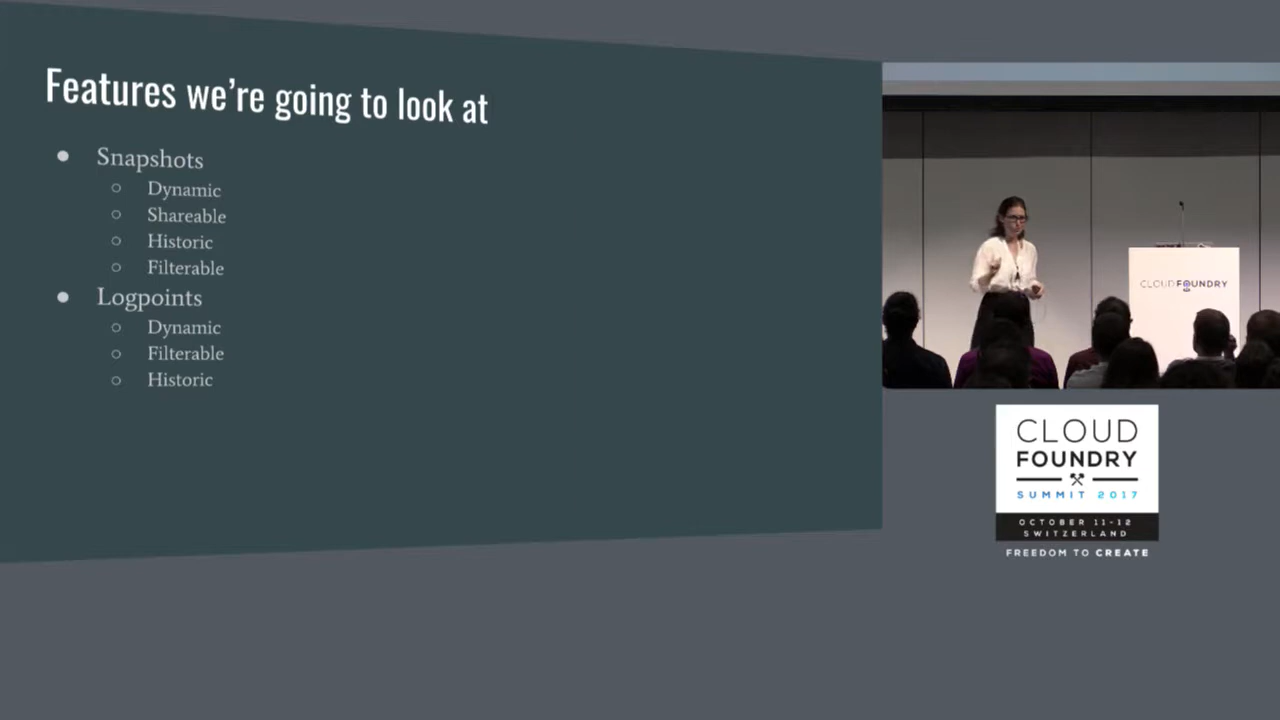 Features we're going to look at
● Snapshots
○ Dynamic
○ Shareable
○ Historic
○ Filterable
● Logpoints
○ Dynamic
○ Filterable
○ Historic
CLOUDFOUNDRY
CLOUD
FOUNDRY
SUMMIT 2017
OCTOBER 11-12
SWITZERLAND
FREEDOM TO CREATE